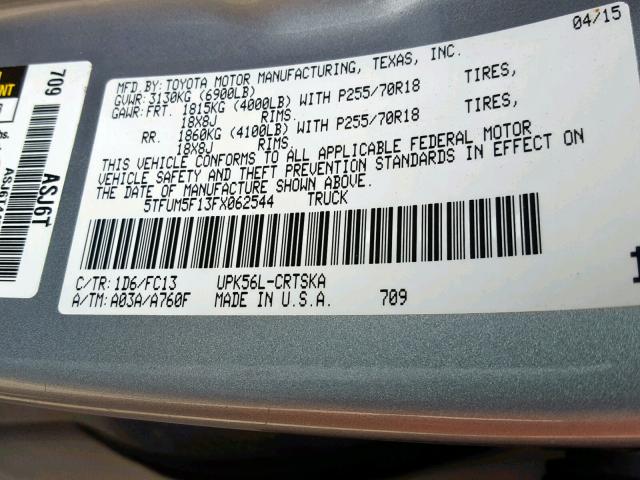 04/15
MFD.BY:TOYOTA MOTOR MANUFACTURING, TEXAS, INC.
GVWR:3130KG (6900LB)
GAWR:FRT. 1815KG (4000LB) WITH P255/70R18 TIRES,
18X8J RIMS.
RR. 1860KG (4100LB) WITH P255/70R18 TIRES,
18X8J RIMS.
THIS VEHICLE CONFORMS TO ALL APPLICABLE FEDERAL MOTOR
VEHICLE SAFETY AND THEFT PREVENTION STANDARDS IN EFFECT ON
THE DATE OF MANUFACTURE SHOWN ABOVE.
5TFUM5F13FX062544 TRUCK
C/TR:1D6/FC13 UPK56L-CRTSKA
A/TM:A03A/A760F MADE IN U.S.A. 709
709
ASJ6T